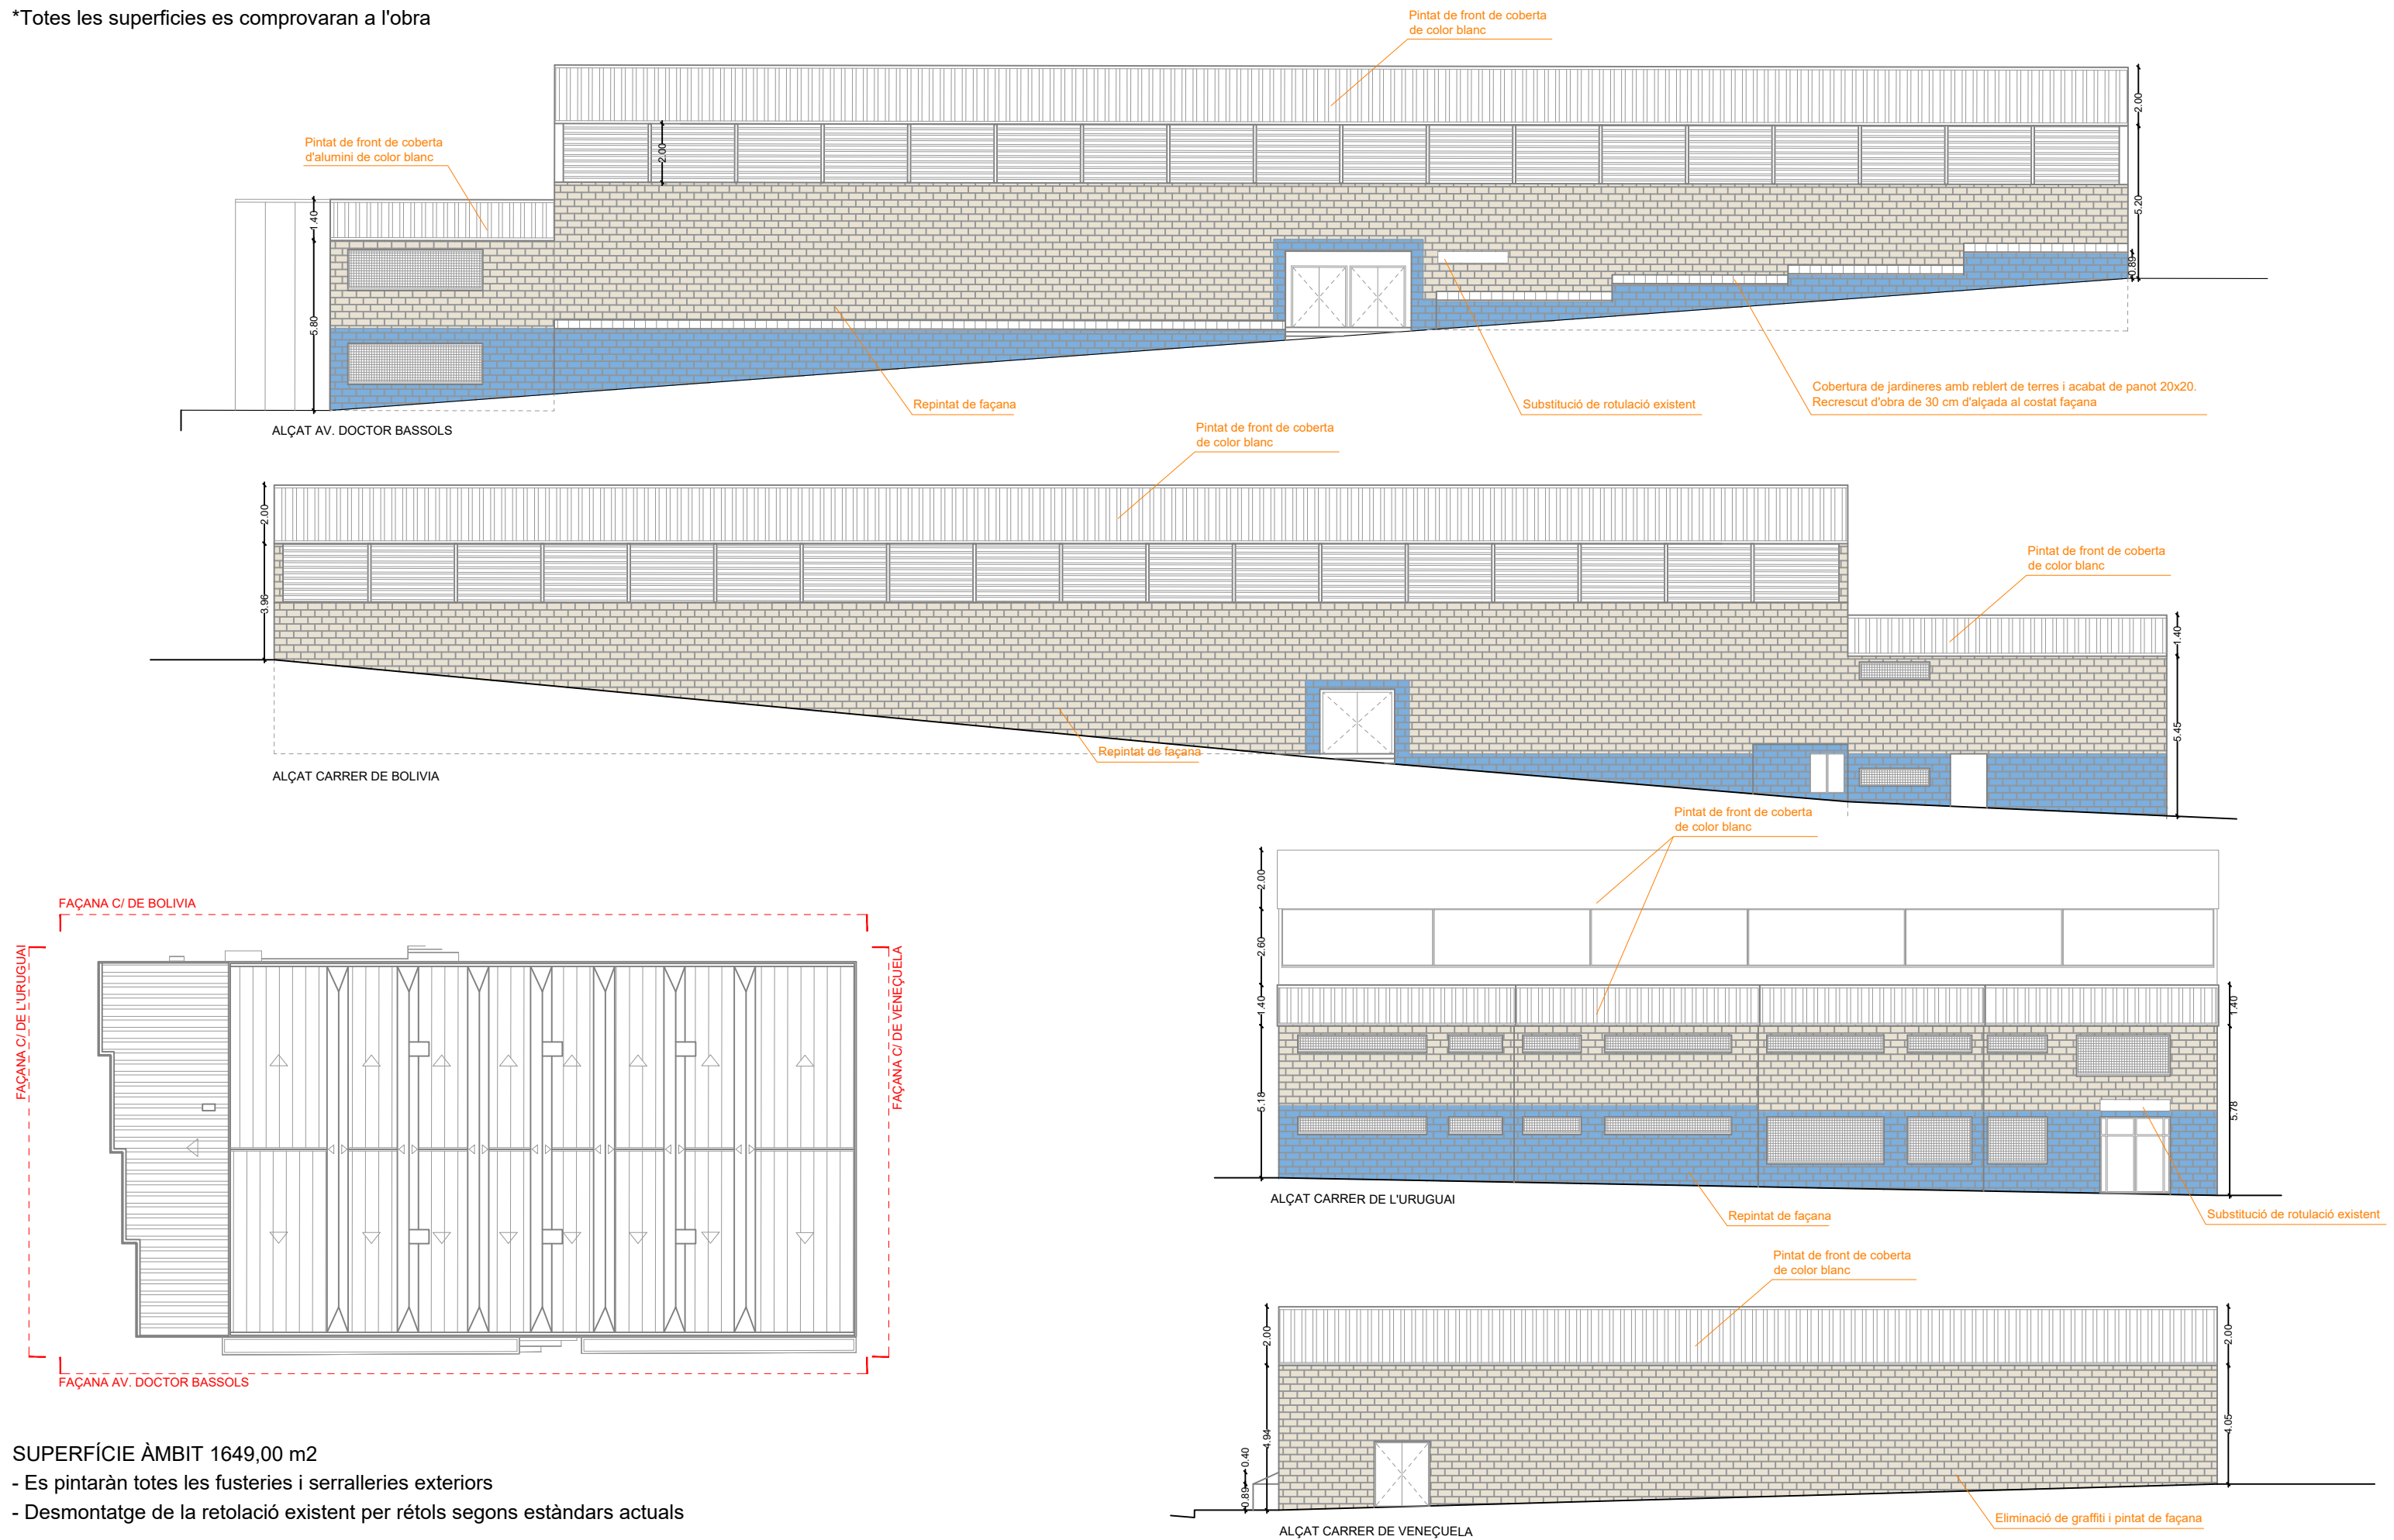 *Totes les superficies es comprovaran a l'obra
Pintat de front de coberta
de color blanc
Pintat de front de coberta
d'alumini de color blanc
2.00
2.00
1.40
5.20
0.89
5.80
Repintat de façana
Substitució de rotulació existent
Cobertura de jardineres amb reblert de terres i acabat de panot 20x20.
Recrescut d'obra de 30 cm d'alçada al costat façana
ALÇAT AV. DOCTOR BASSOLS
Pintat de front de coberta
de color blanc
2.00
3.96
Pintat de front de coberta
de color blanc
1.40
5.45
Repintat de façana
ALÇAT CARRER DE BOLIVIA
Pintat de front de coberta
de color blanc
2.00
2.60
1.40
5.18
1.40
5.78
ALÇAT CARRER DE L'URUGUAI
Repintat de façana
Substitució de rotulació existent
FAÇANA C/ DE BOLIVIA
FAÇANA C/ DE L'URUGUAI
FAÇANA C/ DE VENEÇUELA
FAÇANA AV. DOCTOR BASSOLS
Pintat de front de coberta
de color blanc
2.00
4.94
0.40
0.89
2.00
4.05
Eliminació de graffiti i pintat de façana
ALÇAT CARRER DE VENEÇUELA
SUPERFÍCIE ÀMBIT 1649,00 m2
- Es pintaràn totes les fusteries i serralleries exteriors
- Desmontatge de la retolació existent per rétols segons estàndars actuals